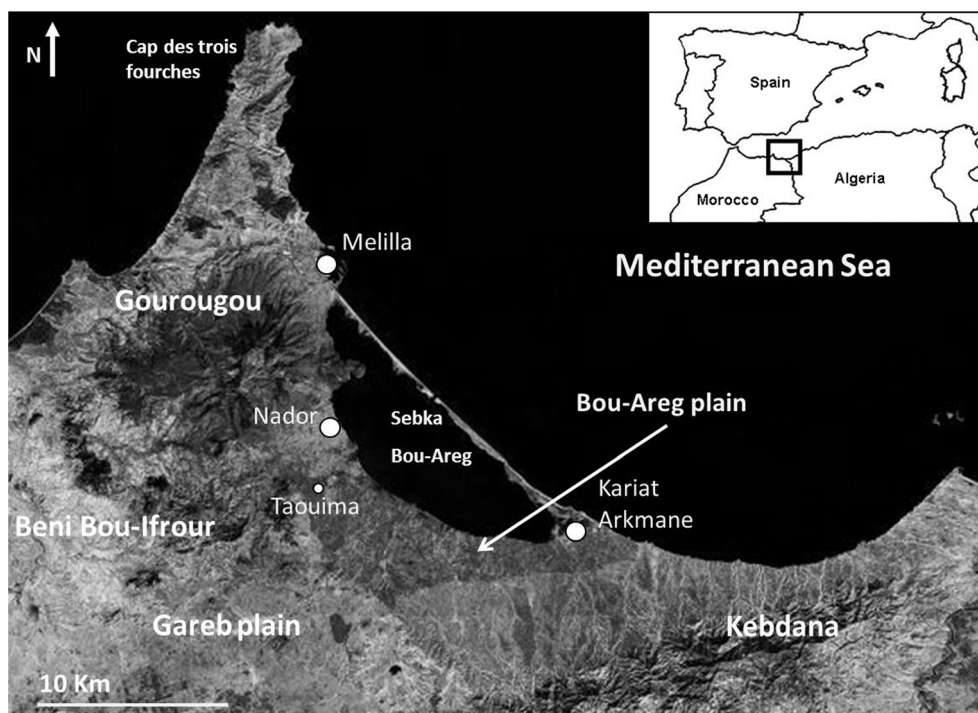 N
Cap des trois
fourches
Spain
Morocco
Algeria
Melilla
Mediterranean Sea
Gourougou
Bou-Areg plain
Nador
Sebka
Bou-Areg
Kariat
Arkmane
Taouima
Beni Bou-Ifrour
Gareb plain
Kebdana
10 Km